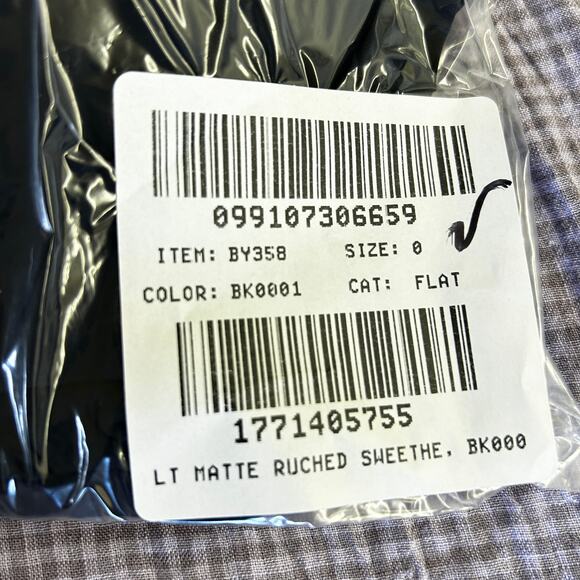 099107306659
ITEM: BY358 SIZE: 0
COLOR: BK0001 CAT: FLAT
1771405755
LT MATTE RUCHED SWEETHE, BK000